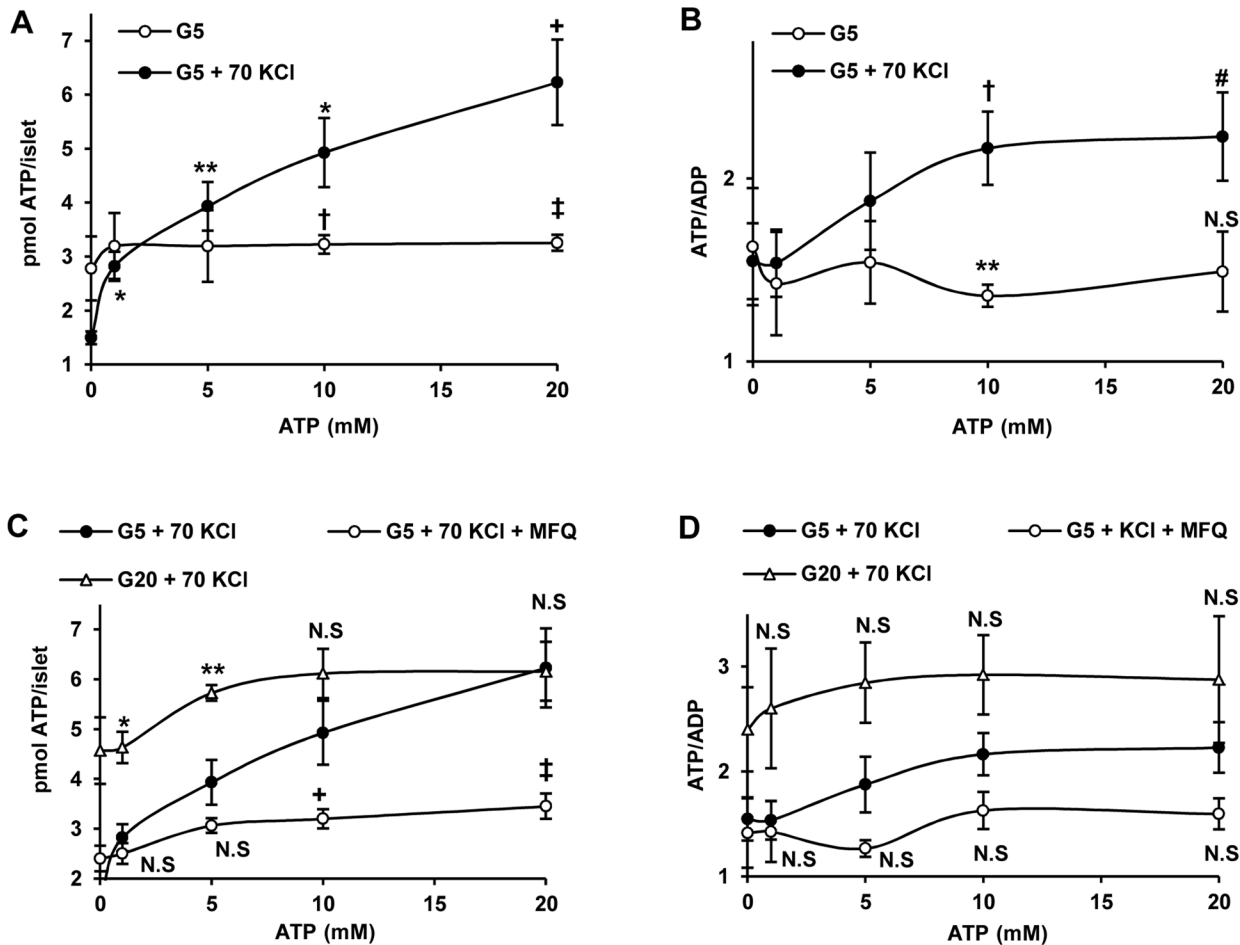 A
G5
G5 + 70 KCl
pmol ATP/islet
7
6
5
4
3
2
1
*
**
*
†
+
‡
0 5 10 15 20
ATP (mM)
B
G5
G5 + 70 KCl
ATP/ADP
2
1
†
#
**
N.S
0 5 10 15 20
ATP (mM)
C
G5 + 70 KCl
G5 + 70 KCl + MFQ
G20 + 70 KCl
pmol ATP/islet
7
6
5
4
3
2
*
**
N.S
N.S
+
‡
N.S
N.S
0 5 10 15 20
ATP (mM)
D
G5 + 70 KCl
G5 + KCl + MFQ
G20 + 70 KCl
ATP/ADP
3
2
1
N.S
N.S
N.S
N.S
N.S
N.S
N.S
N.S
0 5 10 15 20
ATP (mM)